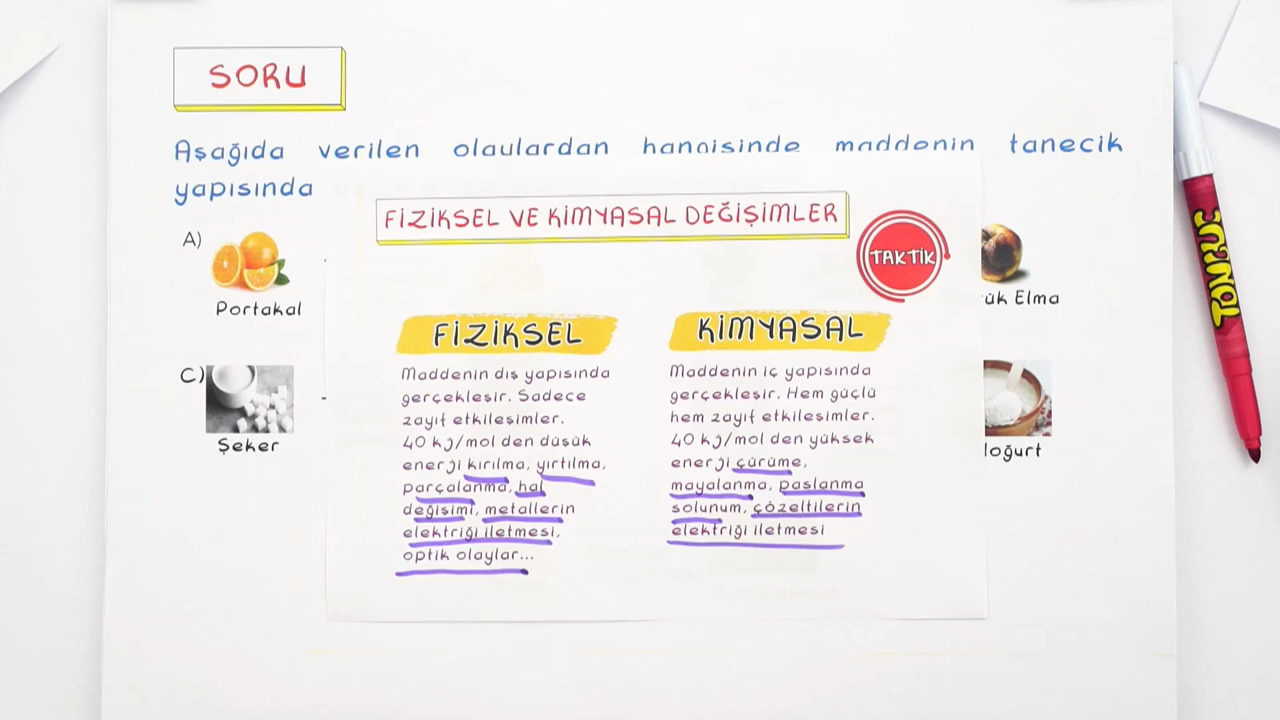 SORU
Aşağıda verilen olaylardan hangisinde maddenin tanecik
yapısında
FİZİKSEL VE KİMYASAL DEĞİŞİMLER
TAKTİK
A)
Portakal
ük Elma
FİZİKSEL
KİMYASAL
Maddenin dış yapısında
gerçekleşir. Sadece
zayıf etkileşimler.
40 kj/mol den düşük
enerji kırılma, yırtılma,
parçalanma, hal
değişimi, metallerin
elektriği iletmesi,
optik olaylar...
Maddenin iç yapısında
gerçekleşir. Hem güçlü
hem zayıf etkileşimler.
40 kj/mol den yüksek
enerji çürüme,
mayalanma, paslanma
solunum, çözeltilerin
elektriği iletmesi
C)
Şeker
oğurt
TONGUÇ